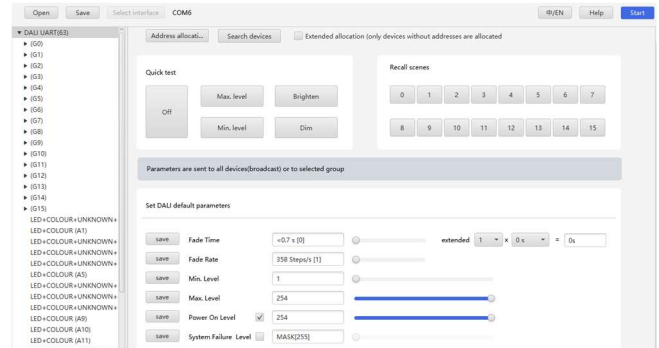 Open Save Select interface COM6 中/EN Help Start
DALI UART(63)
(G0)
(G1)
(G2)
(G3)
(G4)
(G5)
(G6)
(G7)
(G8)
(G9)
(G10)
(G11)
(G12)
(G13)
(G14)
(G15)
LED+COLOUR+UNKNOWN+
LED+COLOUR (A1)
LED+COLOUR+UNKNOWN+
LED+COLOUR+UNKNOWN+
LED+COLOUR+UNKNOWN+
LED+COLOUR (A5)
LED+COLOUR+UNKNOWN+
LED+COLOUR+UNKNOWN+
LED+COLOUR+UNKNOWN+
LED+COLOUR (A9)
LED+COLOUR (A10)
LED+COLOUR (A11)
Address allocati... Search devices Extended allocation (only devices without addresses are allocated
Quick test
Off
Max. level Brighten
Min. level Dim
Recall scenes
0 1 2 3 4 5 6 7
8 9 10 11 12 13 14 15
Parameters are sent to all devices(broadcast) or to selected group
Set DALI default parameters
save Fade Time <0.7 s [0] extended 1 x 0 s = 0s
save Fade Rate 358 Steps/s [1]
save Min. Level 1
save Max. Level 254
save Power On Level 254
save System Failure Level MASK[255]